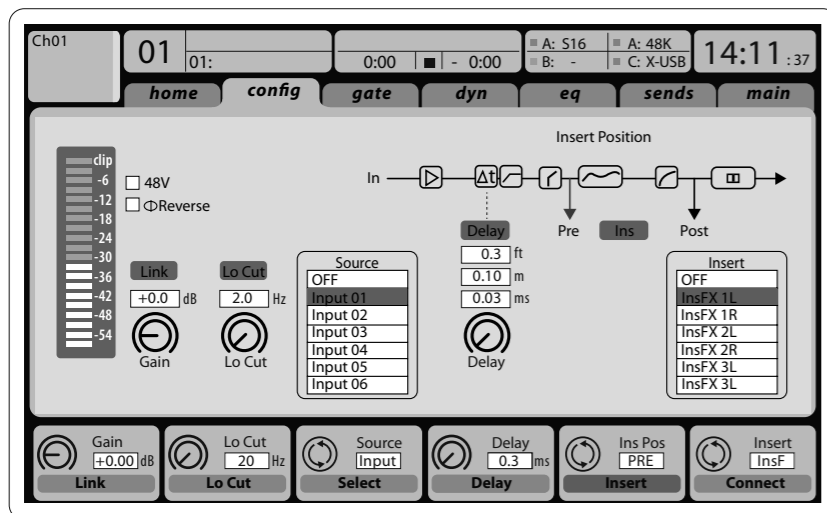 Ch01
01
01:
0:00
- 0:00
A: S16
B: -
A: 48K
C: X-USB
14:11 :37
home
config
gate
dyn
eq
sends
main
Insert Position
In
Δt
Pre
Ins
Post
clip
-6
-12
-18
-24
-30
-36
-42
-48
-54
48V
ΦReverse
Link
+0.0 dB
Gain
Lo Cut
2.0 Hz
Lo Cut
Source
OFF
Input 01
Input 02
Input 03
Input 04
Input 05
Input 06
Delay
0.3 ft
0.10 m
0.03 ms
Delay
Insert
OFF
InsFX 1L
InsFX 1R
InsFX 2L
InsFX 2R
InsFX 3L
InsFX 3L
Gain
+0.00 dB
Link
Lo Cut
20 Hz
Lo Cut
Source
Input
Select
Delay
0.3 ms
Delay
Ins Pos
PRE
Insert
Insert
InsF
Connect